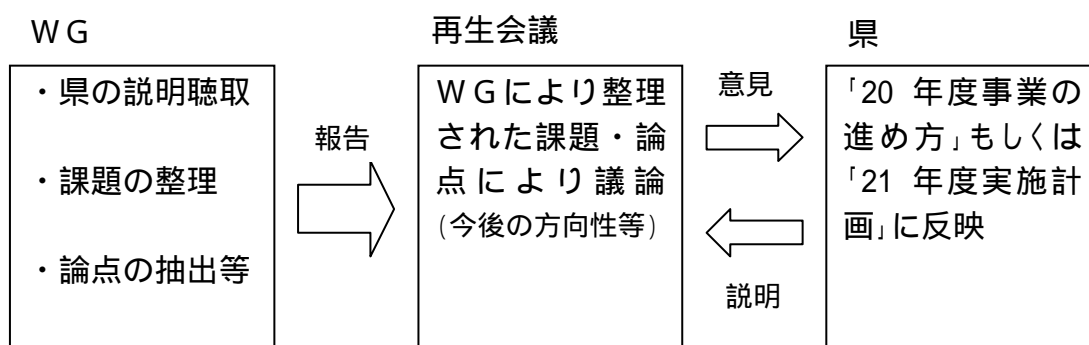 ＷＧ
・県の説明聴取
・課題の整理
・論点の抽出等
報告
再生会議
ＷＧにより整理
された課題・論
点により議論
(今後の方向性等)
意見
説明
県
「20 年度事業の
進め方」もしくは
「21 年度実施計
画」に反映